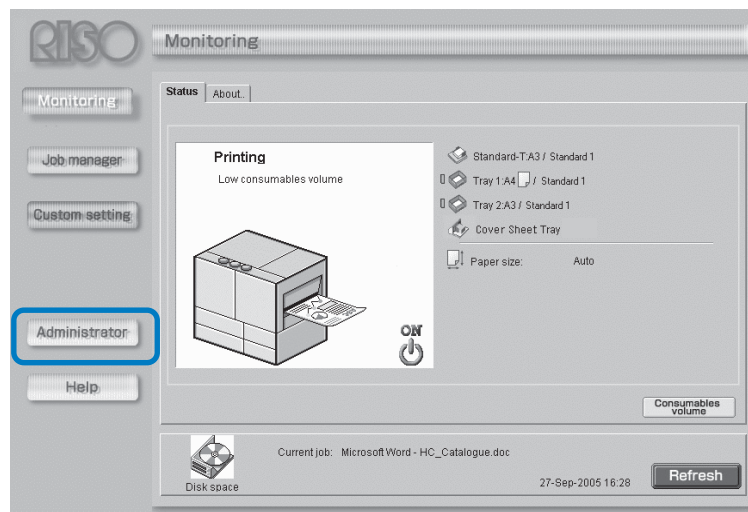 RISO
Monitoring
Monitoring
Job manager
Custom setting
Administrator
Help
Status
About..
Printing
Low consumables volume
ON
Standard-T:A3 / Standard 1
Tray 1:A4 / Standard 1
Tray 2:A3 / Standard 1
Cover Sheet Tray
Paper size: Auto
Consumables
volume
Disk space
Current job: Microsoft Word - HC_Catalogue.doc
27-Sep-2005 16:28
Refresh